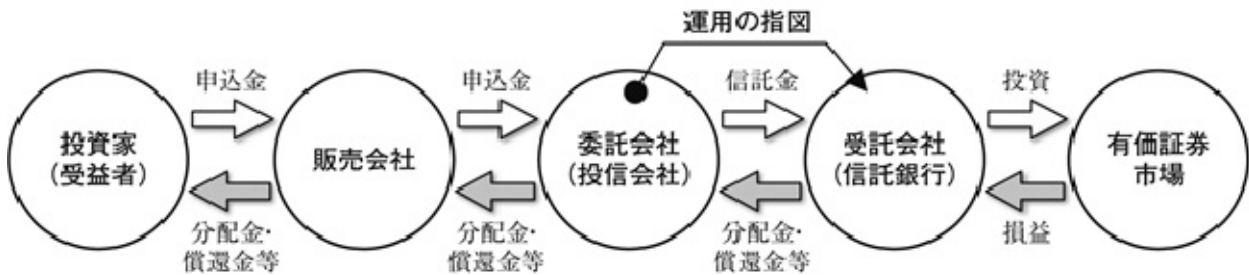 運用の指図
申込金
申込金
信託金
投資
投資家
(受益者)
販売会社
委託会社
(投信会社)
受託会社
(信託銀行)
有価証券
市場
分配金・
償還金等
分配金・
償還金等
分配金・
償還金等
損益